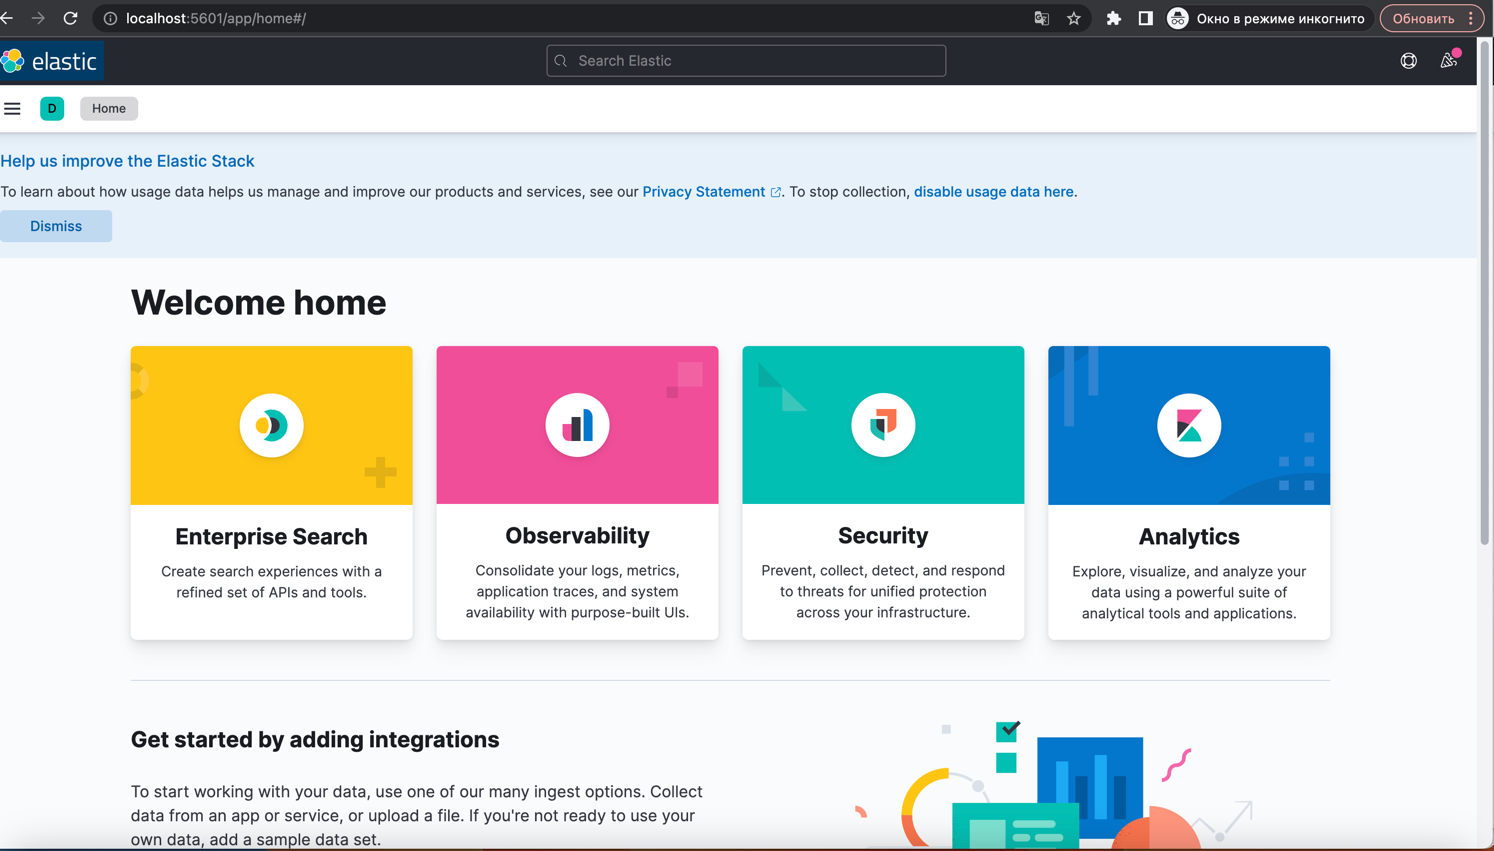 localhost:5601/app/home#/
Окно в режиме инкогнито
Обновить
elastic
Search Elastic
D
Home
Help us improve the Elastic Stack
To learn about how usage data helps us manage and improve our products and services, see our Privacy Statement. To stop collection, disable usage data here.
Dismiss
Welcome home
Enterprise Search
Create search experiences with a
refined set of APIs and tools.
Observability
Consolidate your logs, metrics,
application traces, and system
availability with purpose-built UIs.
Security
Prevent, collect, detect, and respond
to threats for unified protection
across your infrastructure.
Analytics
Explore, visualize, and analyze your
data using a powerful suite of
analytical tools and applications.
Get started by adding integrations
To start working with your data, use one of our many ingest options. Collect
data from an app or service, or upload a file. If you're not ready to use your
own data, add a sample data set.